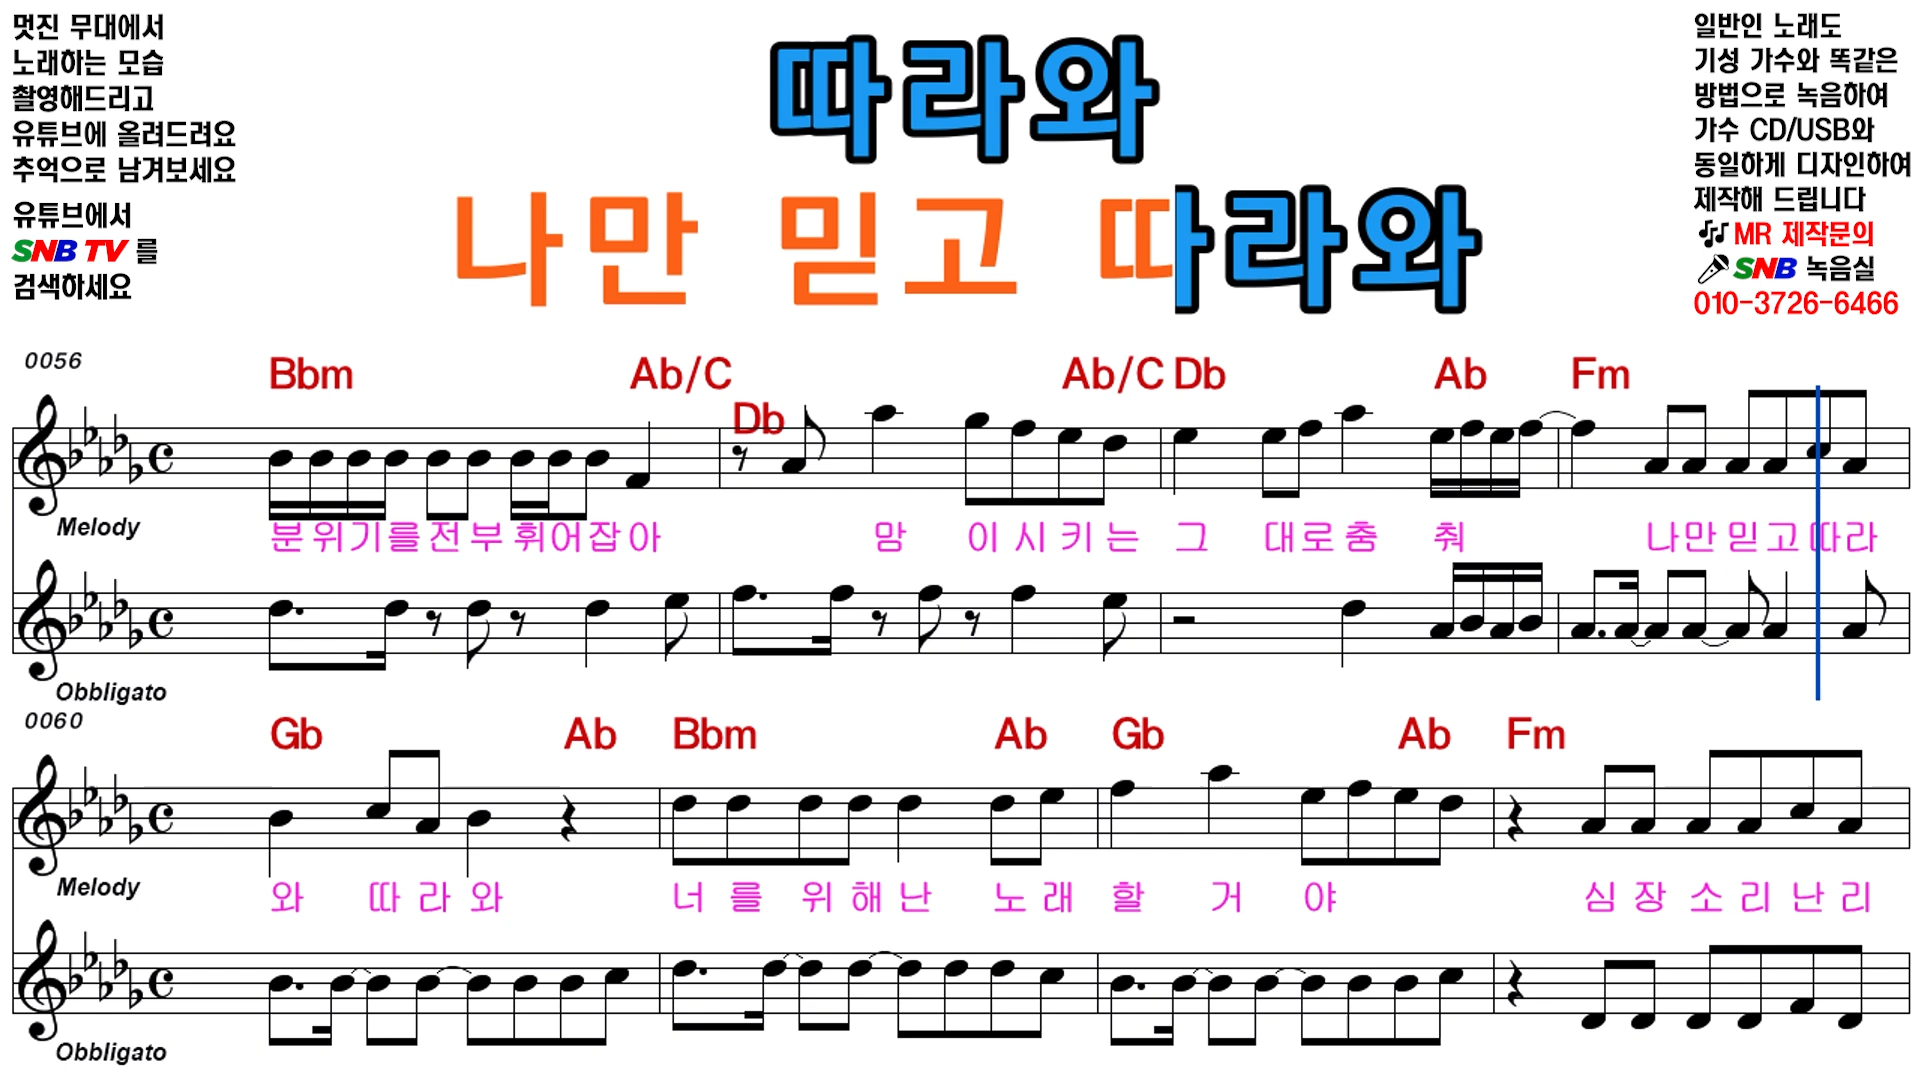 멋진 무대에서
노래하는 모습
촬영해드리고
유튜브에 올려드려요
추억으로 남겨보세요
유튜브에서
SNB TV 를
검색하세요
따라와
나만 믿고 따라와
일반인 노래도
기성 가수와 똑같은
방법으로 녹음하여
가수 CD/USB와
동일하게 디자인하여
제작해 드립니다
MR 제작문의
SNB 녹음실
010-3726-6466
0056
Bbm Ab/C Db Ab/C Db Ab Fm
Melody
분위기를전부휘어잡아 망 이시키는 그 대로춤 춰 나만믿고따라
Obbligato
0060
Gb Ab Bbm Ab Gb Ab Fm
Melody
와 따라와 너를 위해난 노래 할 거 야 심장소리난리
Obbligato